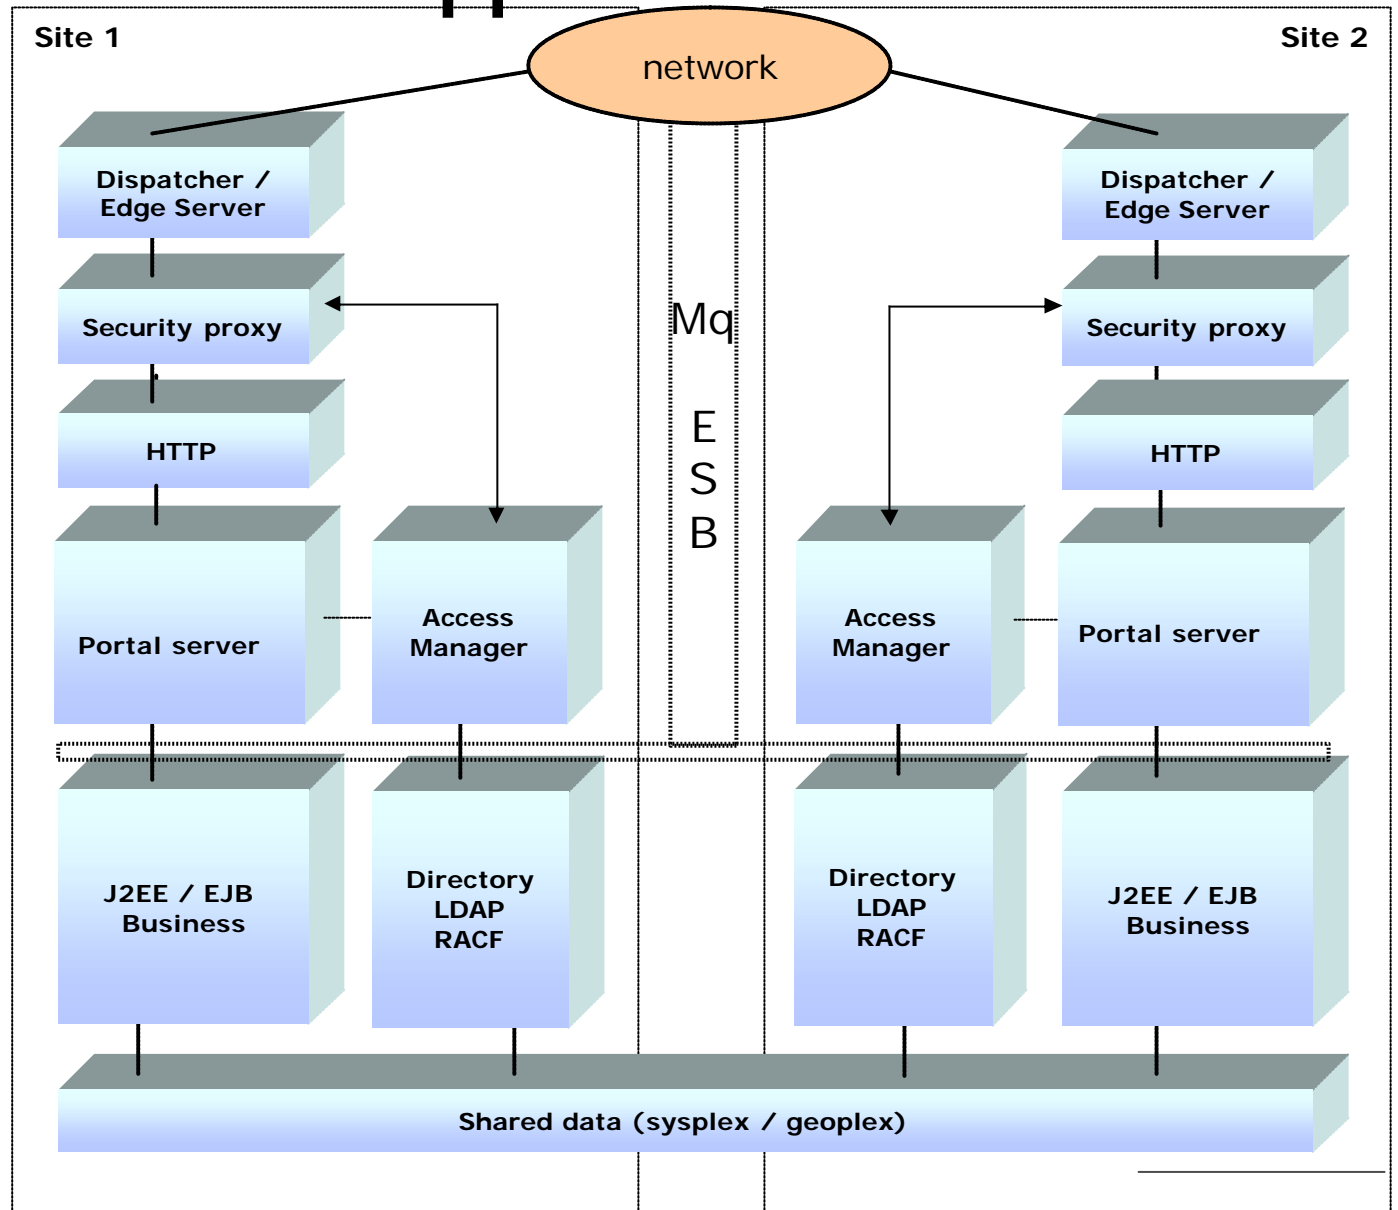 Site 1
Site 2
network
Dispatcher /
Edge Server
Security proxy
HTTP
Portal server
Access
Manager
J2EE / EJB
Business
Directory
LDAP
RACF
Mq
E
S
B
Dispatcher /
Edge Server
Security proxy
HTTP
Access
Manager
Portal server
Directory
LDAP
RACF
J2EE / EJB
Business
Shared data (sysplex / geoplex)